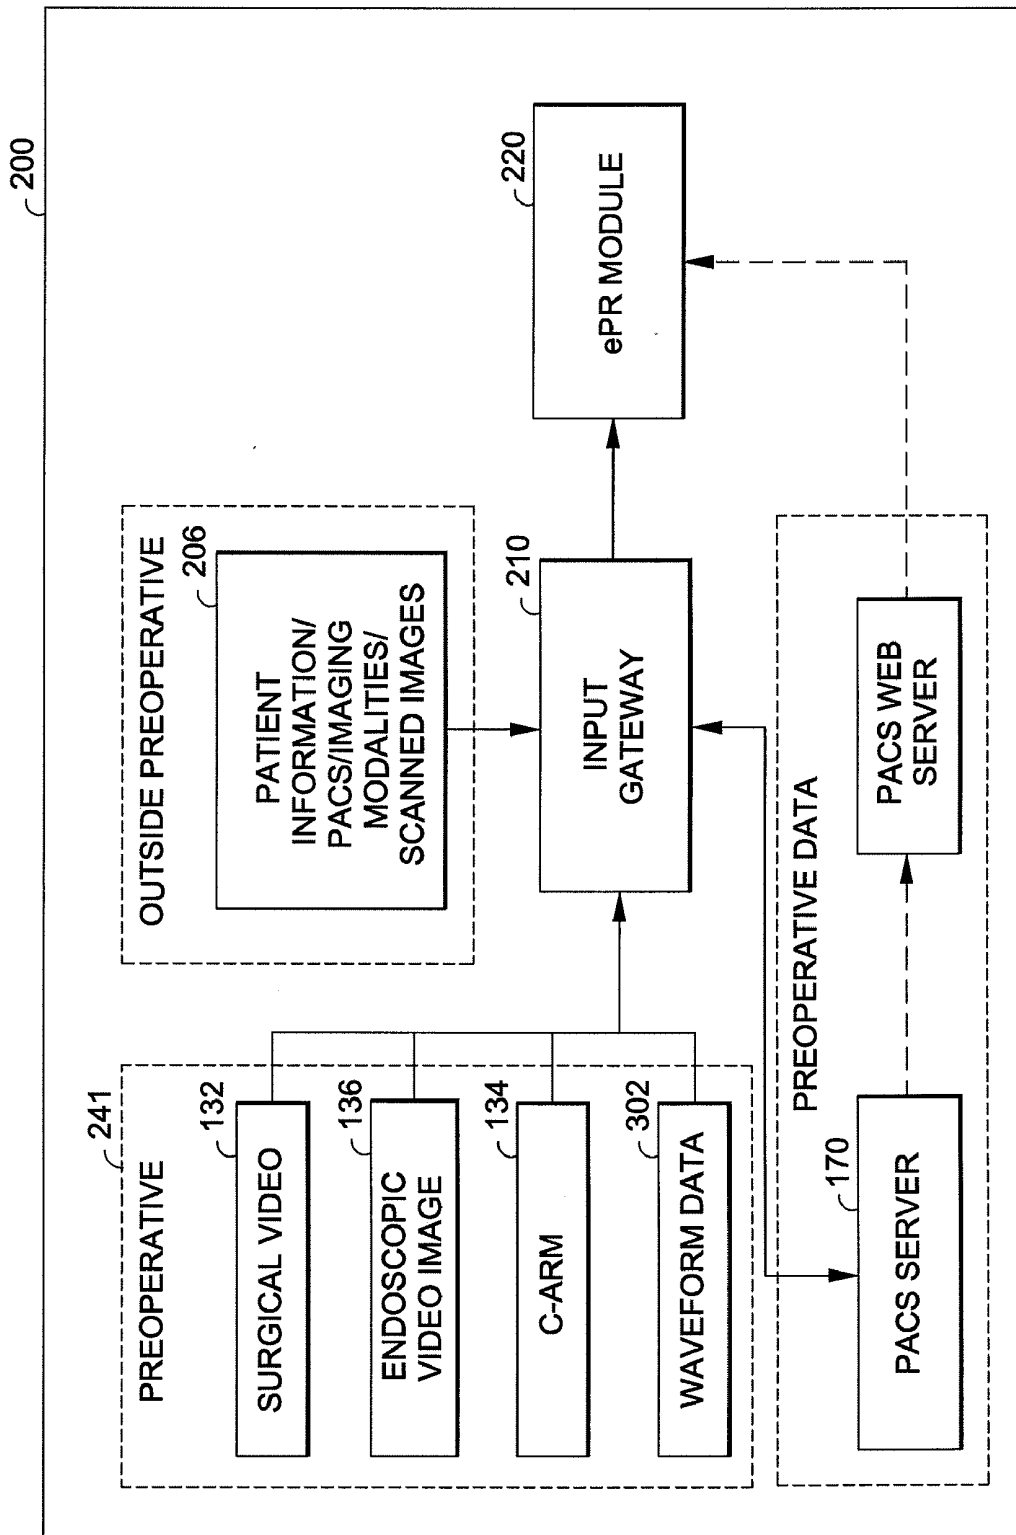 200
241
PREOPERATIVE
132
SURGICAL VIDEO
136
ENDOSCOPIC
VIDEO IMAGE
134
C-ARM
302
WAVEFORM DATA
OUTSIDE PREOPERATIVE
206
PATIENT
INFORMATION/
PACS/IMAGING
MODALITIES/
SCANNED IMAGES
210
INPUT
GATEWAY
220
ePR MODULE
PREOPERATIVE DATA
170
PACS SERVER
PACS WEB
SERVER